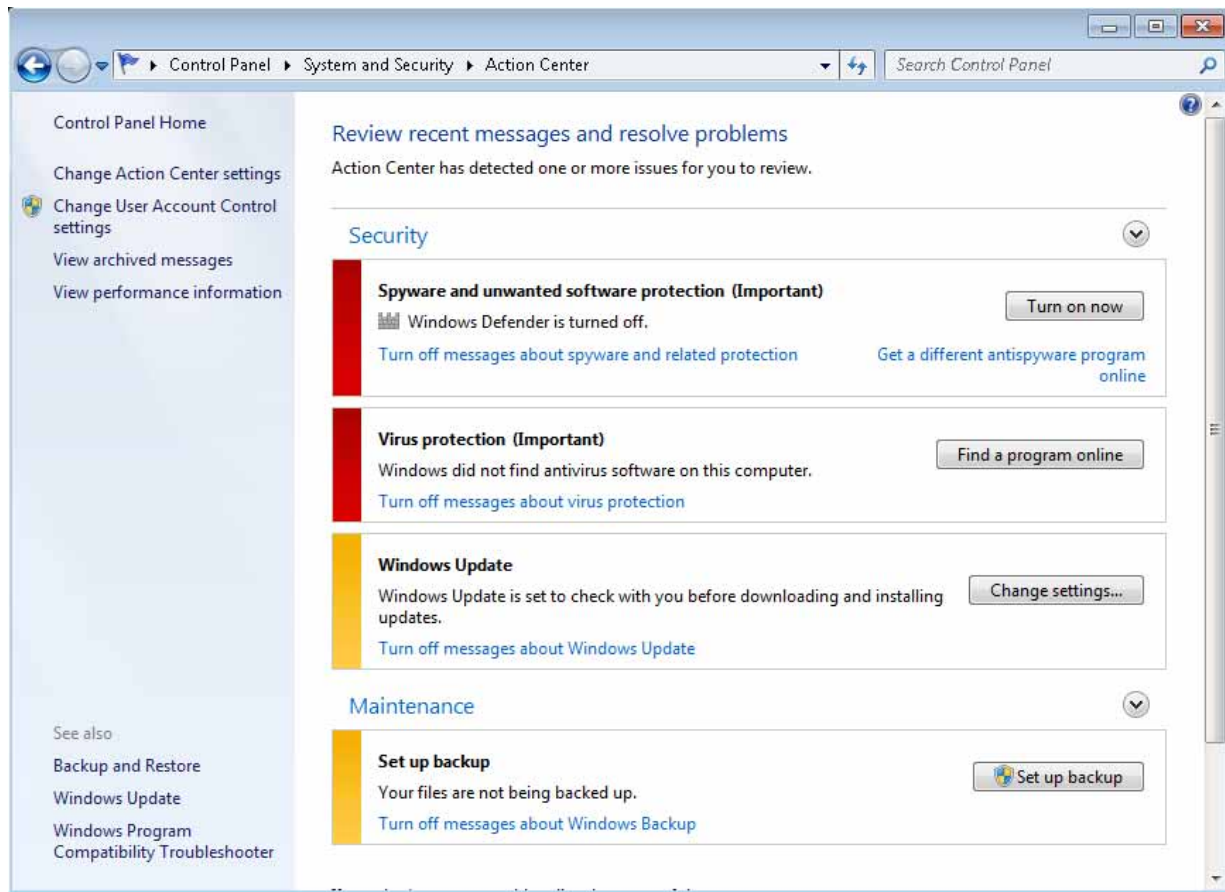 Control Panel
System and Security
Action Center
Search Control Panel
Control Panel Home
Change Action Center settings
Change User Account Control
settings
View archived messages
View performance information
See also
Backup and Restore
Windows Update
Windows Program
Compatibility Troubleshooter
Review recent messages and resolve problems
Action Center has detected one or more issues for you to review.
Security
Spyware and unwanted software protection (Important)
Windows Defender is turned off.
Turn on now
Turn off messages about spyware and related protection
Get a different antispyware program
online
Virus protection (Important)
Windows did not find antivirus software on this computer.
Find a program online
Turn off messages about virus protection
Windows Update
Windows Update is set to check with you before downloading and installing
updates.
Change settings...
Turn off messages about Windows Update
Maintenance
Set up backup
Your files are not being backed up.
Set up backup
Turn off messages about Windows Backup